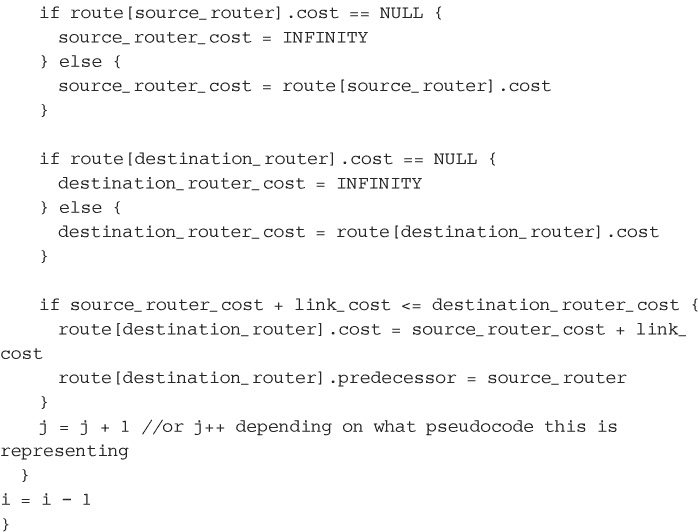 if route[source_router].cost == NULL {
source_router_cost = INFINITY
} else {
source_router_cost = route[source_router].cost
}
if route[destination_router].cost == NULL {
destination_router_cost = INFINITY
} else {
destination_router_cost = route[destination_router].cost
}
if source_router_cost + link_cost <= destination_router_cost {
route[destination_router].cost = source_router_cost + link_
cost
route[destination_router].predecessor = source_router
}
j = j + 1 //or j++ depending on what pseudocode this is
representing
}
i = i - 1
}